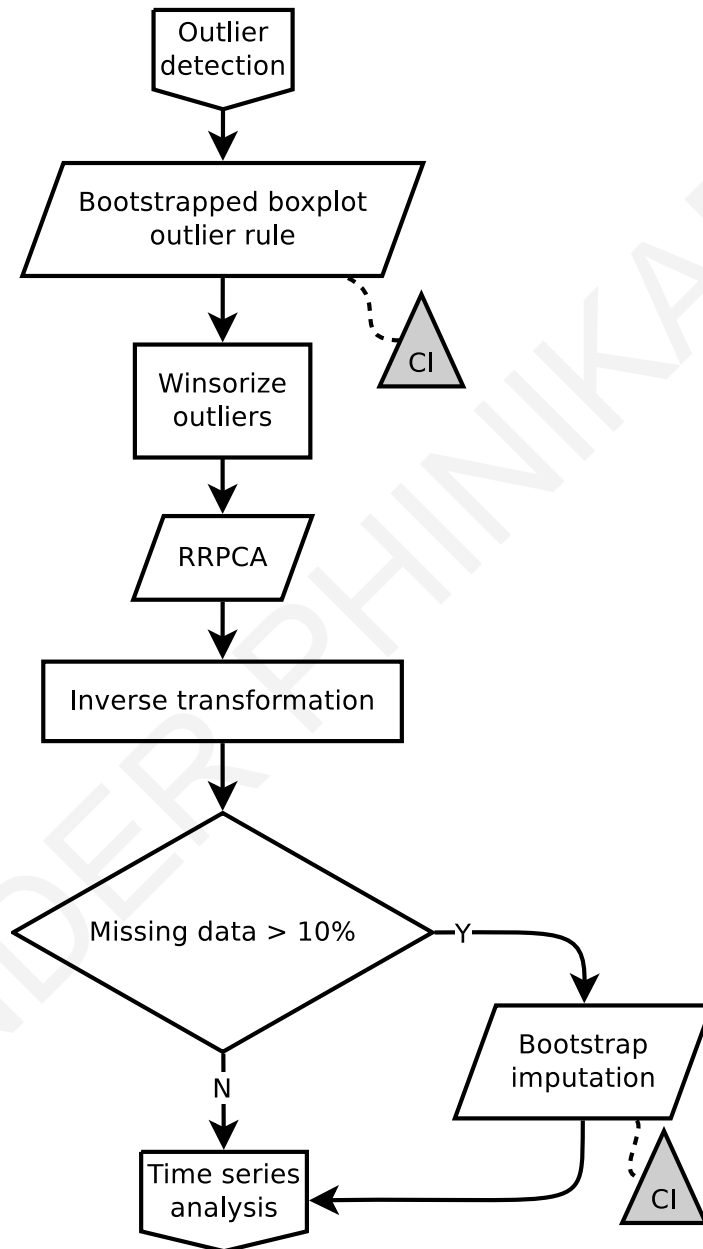 Outlier
detection
Bootstrapped boxplot
outlier rule
CI
Winsorize
outliers
RRPCA
Inverse transformation
Missing data > 10%
Y
N
Bootstrap
imputation
CI
Time series
analysis